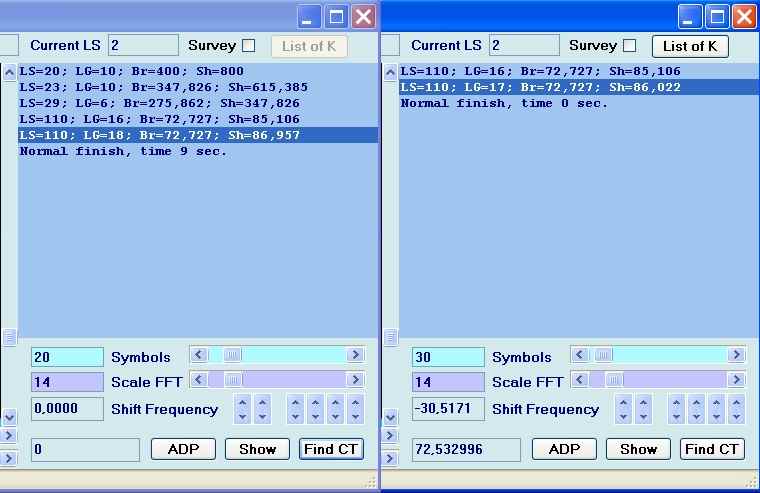 Current LS 2 Survey List of K
LS=20; LG=10; Br=400; Sh=800
LS=23; LG=10; Br=347,826; Sh=615,385
LS=29; LG=6; Br=275,862; Sh=347,826
LS=110; LG=16; Br=72,727; Sh=85,106
LS=110; LG=18; Br=72,727; Sh=86,957
Normal finish, time 9 sec.
20 Symbols
14 Scale FFT
0,0000 Shift Frequency
0 ADP Show Find CT
Current LS 2 Survey List of K
LS=110; LG=16; Br=72,727; Sh=85,106
LS=110; LG=17; Br=72,727; Sh=86,022
Normal finish, time 0 sec.
30 Symbols
14 Scale FFT
-30,5171 Shift Frequency
72,532996 ADP Show Find CT